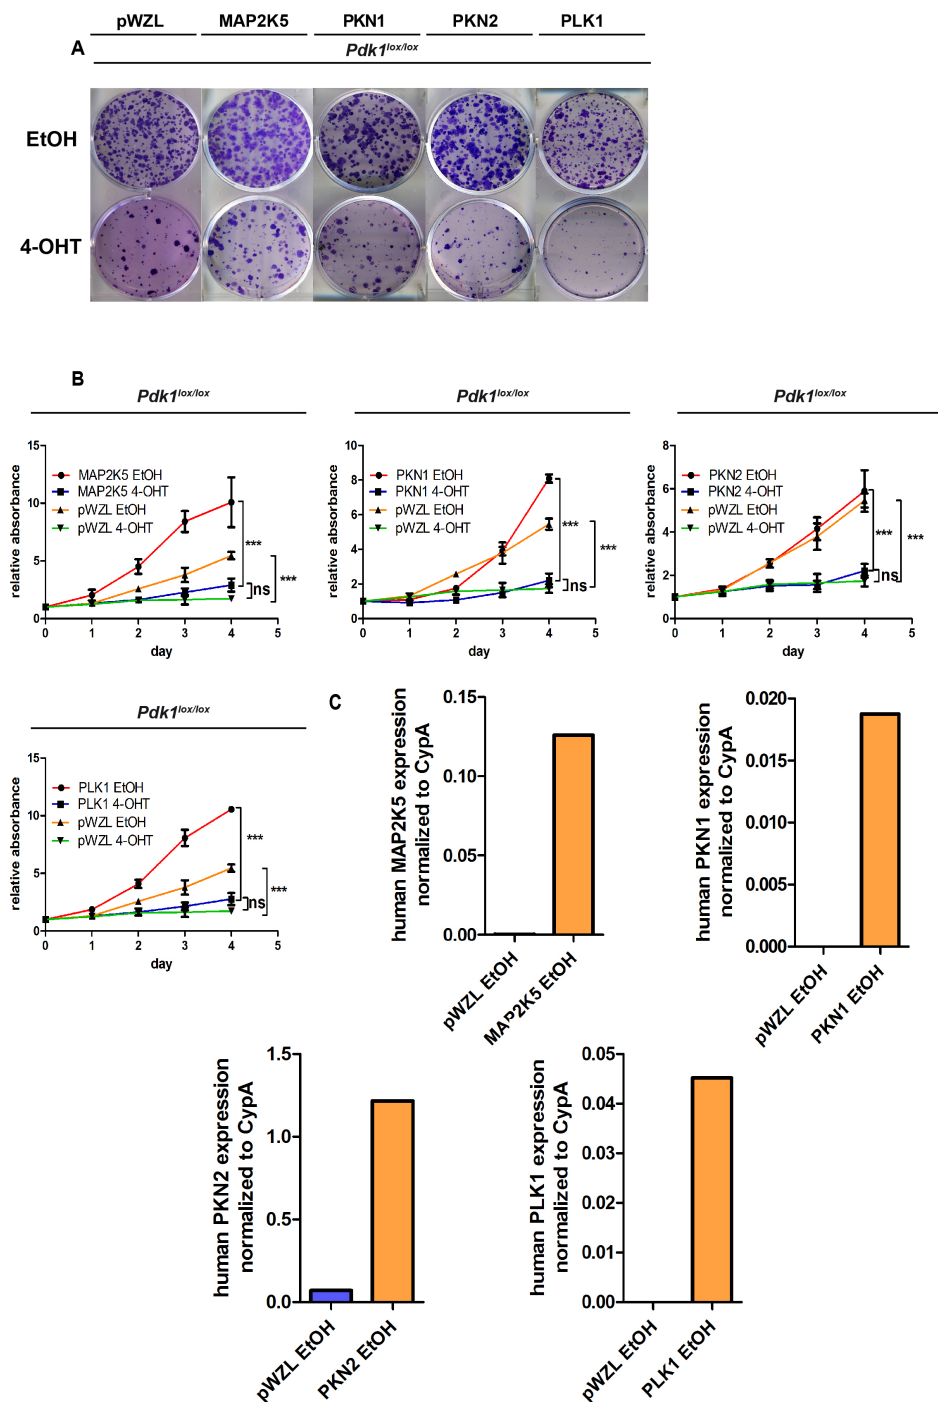 pWZL MAP2K5 PKN1 PKN2 PLK1
A
Pdk1lox/lox
EtOH
4-OHT
B
Pdk1lox/lox Pdk1lox/lox Pdk1lox/lox
relative absorbance
15
10
5
0
0 1 2 3 4 5
day
MAP2K5 EtOH
MAP2K5 4-OHT
pWZL EtOH
pWZL 4-OHT
***
ns
***
relative absorbance
10
8
6
4
2
0
0 1 2 3 4 5
day
PKN1 EtOH
PKN1 4-OHT
pWZL EtOH
pWZL 4-OHT
***
ns
***
relative absorbance
8
6
4
2
0
0 1 2 3 4 5
day
PKN2 EtOH
PKN2 4-OHT
pWZL EtOH
pWZL 4-OHT
***
ns
***
Pdk1lox/lox
relative absorbance
15
10
5
0
0 1 2 3 4 5
day
PLK1 EtOH
PLK1 4-OHT
pWZL EtOH
pWZL 4-OHT
***
ns
***
C
human MAP2K5 expression
normalized to CypA
0.15
0.10
0.05
0.00
pWZL EtOH
MAP2K5 EtOH
human PKN1 expression
normalized to CypA
0.020
0.015
0.010
0.005
0.000
pWZL EtOH
PKN1 EtOH
human PKN2 expression
normalized to CypA
1.5
1.0
0.5
0.0
pWZL EtOH
PKN2 EtOH
human PLK1 expression
normalized to CypA
0.05
0.04
0.03
0.02
0.01
0.00
pWZL EtOH
PLK1 EtOH